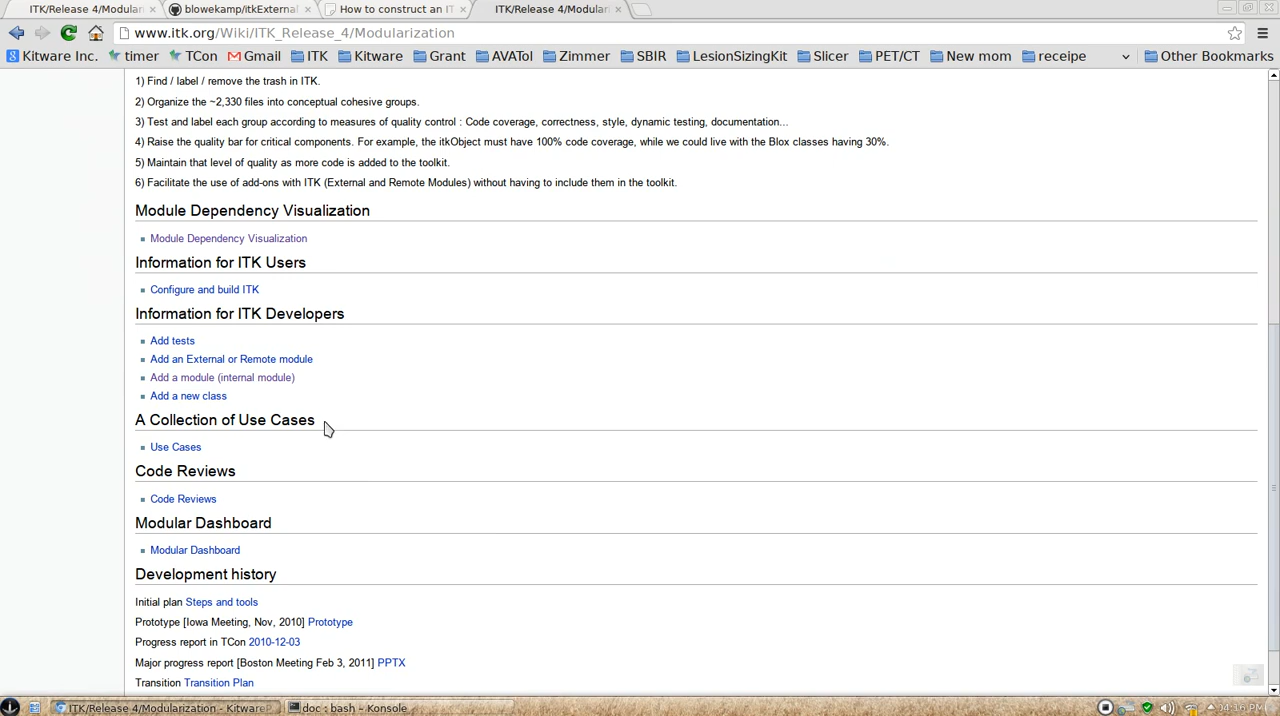 ITK/Release 4/Modulari
blowekamp/itkExternal
How to construct an IT
ITK/Release 4/Modulari
www.itk.org/Wiki/ITK_Release_4/Modularization
Kitware Inc. timer TCon Gmail ITK Kitware Grant AVATol Zimmer SBIR LesionSizingKit Slicer PET/CT New mom receipe Other Bookmarks
1) Find / label / remove the trash in ITK.
2) Organize the ~2,330 files into conceptual cohesive groups.
3) Test and label each group according to measures of quality control : Code coverage, correctness, style, dynamic testing, documentation...
4) Raise the quality bar for critical components. For example, the itkObject must have 100% code coverage, while we could live with the Blox classes having 30%.
5) Maintain that level of quality as more code is added to the toolkit.
6) Facilitate the use of add-ons with ITK (External and Remote Modules) without having to include them in the toolkit.
Module Dependency Visualization
Module Dependency Visualization
Information for ITK Users
Configure and build ITK
Information for ITK Developers
Add tests
Add an External or Remote module
Add a module (internal module)
Add a new class
A Collection of Use Cases
Use Cases
Code Reviews
Code Reviews
Modular Dashboard
Modular Dashboard
Development history
Initial plan Steps and tools
Prototype [Iowa Meeting, Nov, 2010] Prototype
Progress report in TCon 2010-12-03
Major progress report [Boston Meeting Feb 3, 2011] PPTX
Transition Transition Plan
ITK/Release 4/Modularization - KitwareP
doc : bash – Konsole
04:16 PM